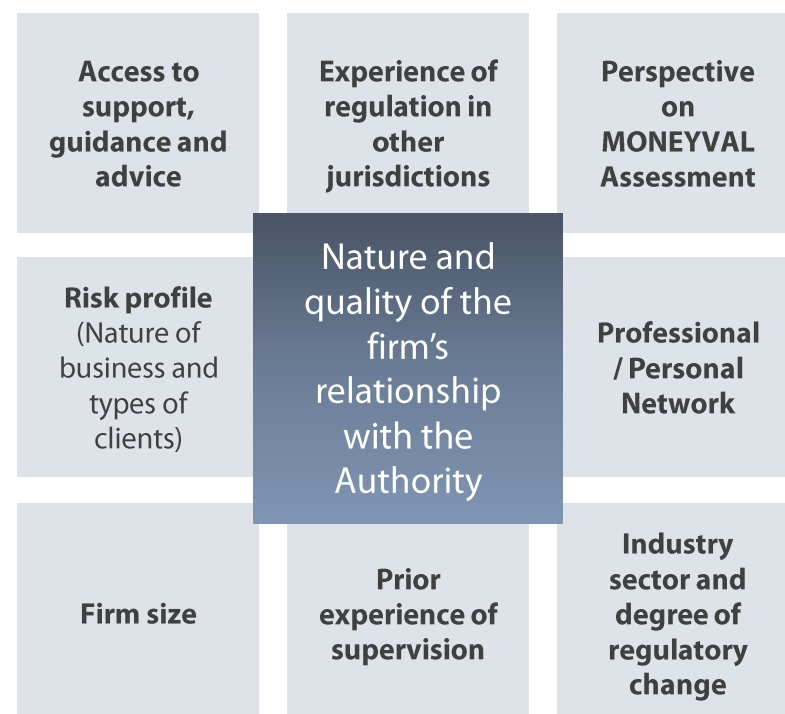 Access to
support,
guidance and
advice
Experience of
regulation in
other
jurisdictions
Perspective
on
MONEYVAL
Assessment
Risk profile
(Nature of
business and
types of
clients)
Nature and
quality of the
firm's
relationship
with the
Authority
Professional
/ Personal
Network
Firm size
Prior
experience of
supervision
Industry
sector and
degree of
regulatory
change